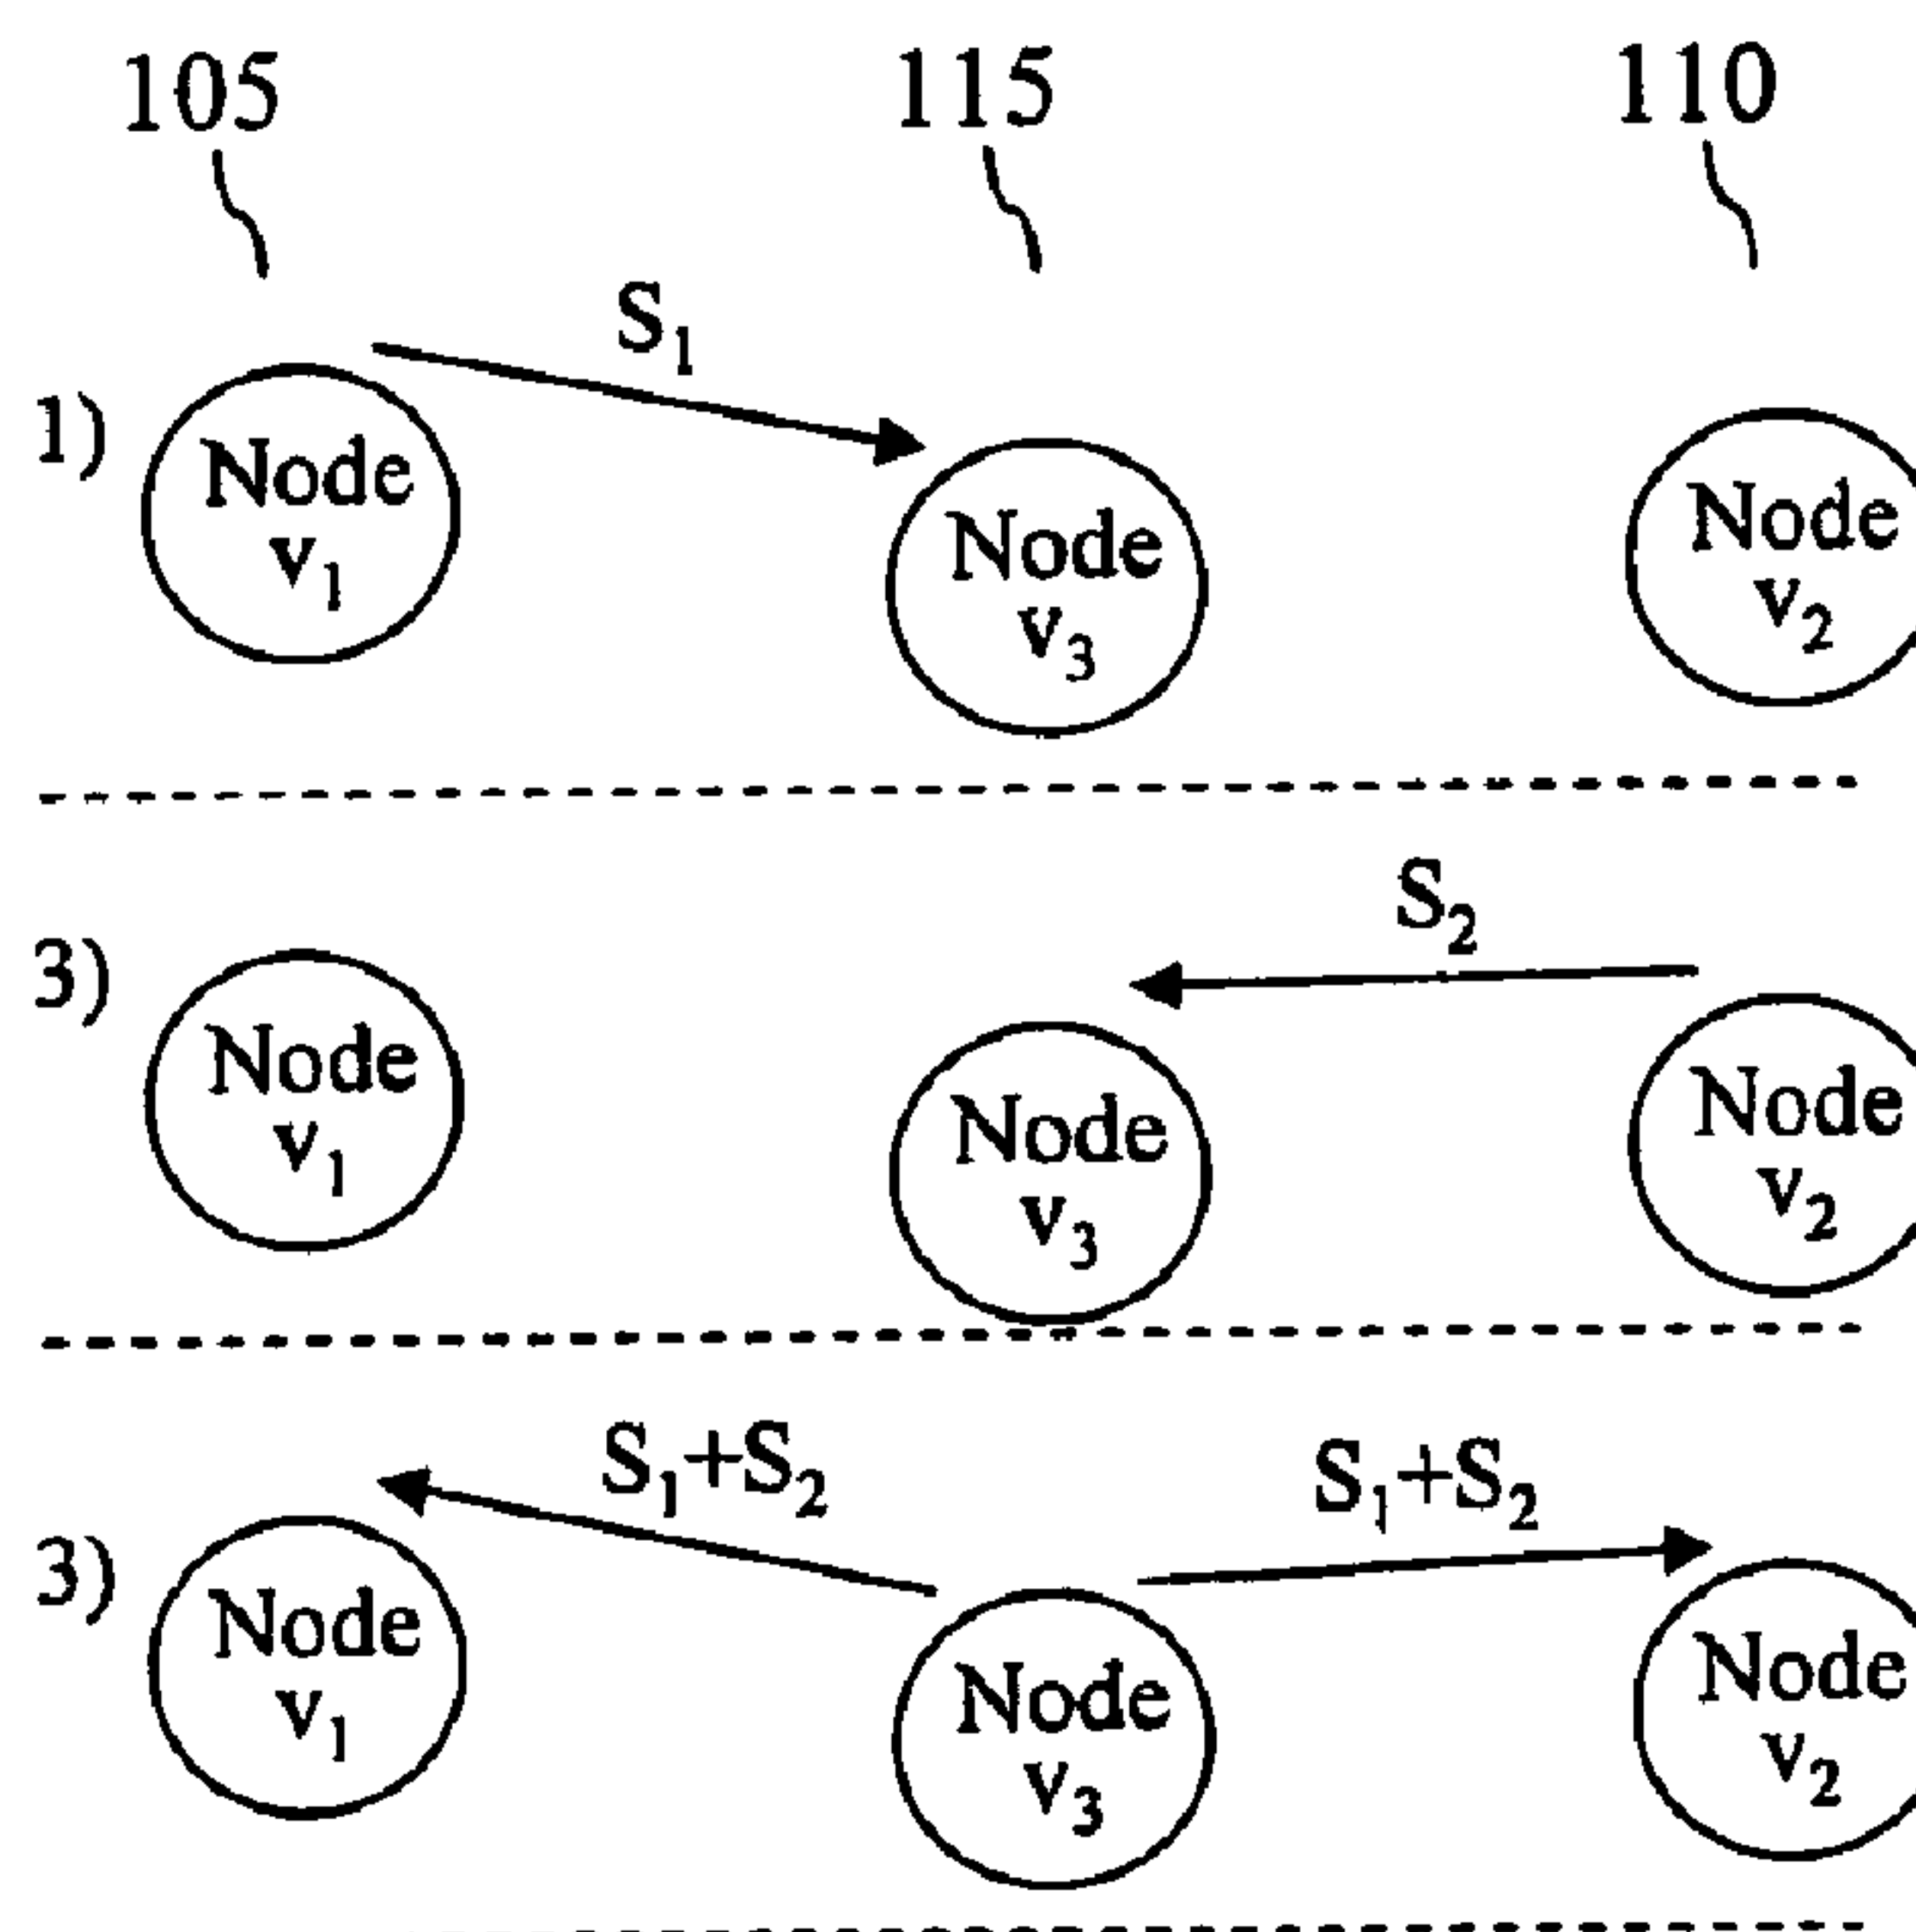 105 115 110
S₁
1) Node v₁ Node v₃ Node v₂
S₂
3) Node v₁ Node v₃ Node v₂
S₁+S₂ S₁+S₂
3) Node v₁ Node v₃ Node v₂